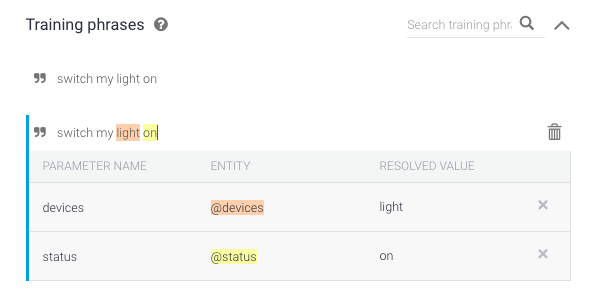 Training phrases
Search training phr
switch my light on
switch my light on
PARAMETER NAME ENTITY RESOLVED VALUE
devices @devices light
status @status on